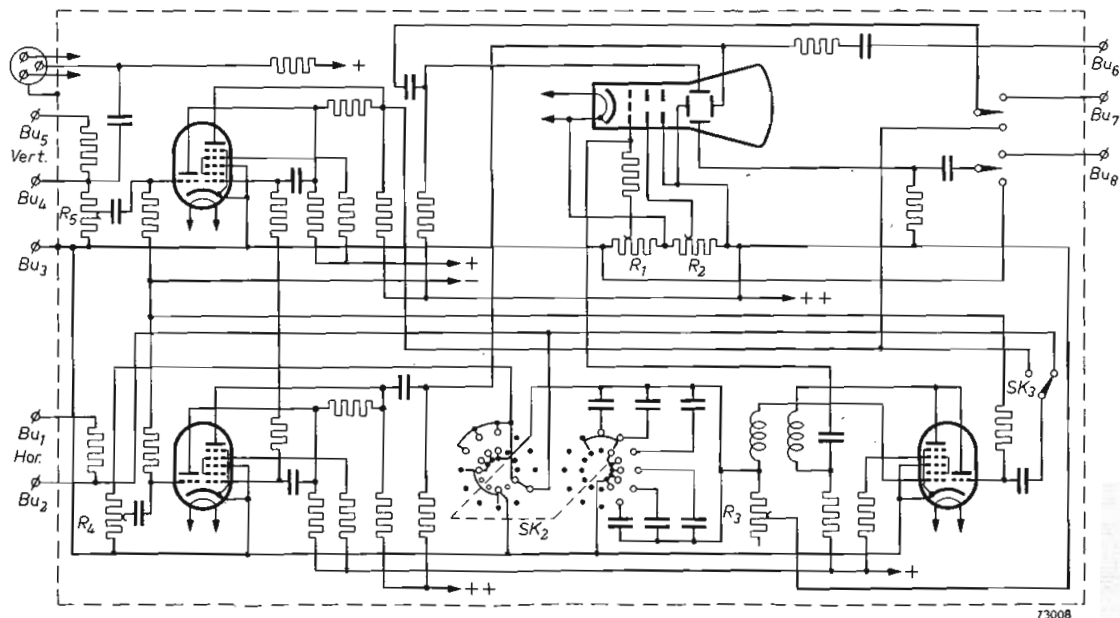 +
Bu6
Bu7
Bu8
Bu5
Vert.
Bu4
R5
Bu3
R1
R2
+
−
++
SK3
Bu1
Hor.
Bu2
R4
SK2
R3
+
++
73008